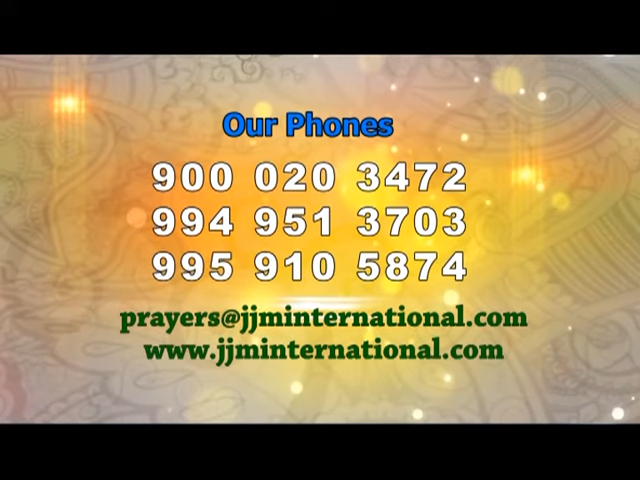 Our Phones
900 020 3472
994 951 3703
995 910 5874
prayers@jjminternational.com
www.jjminternational.com